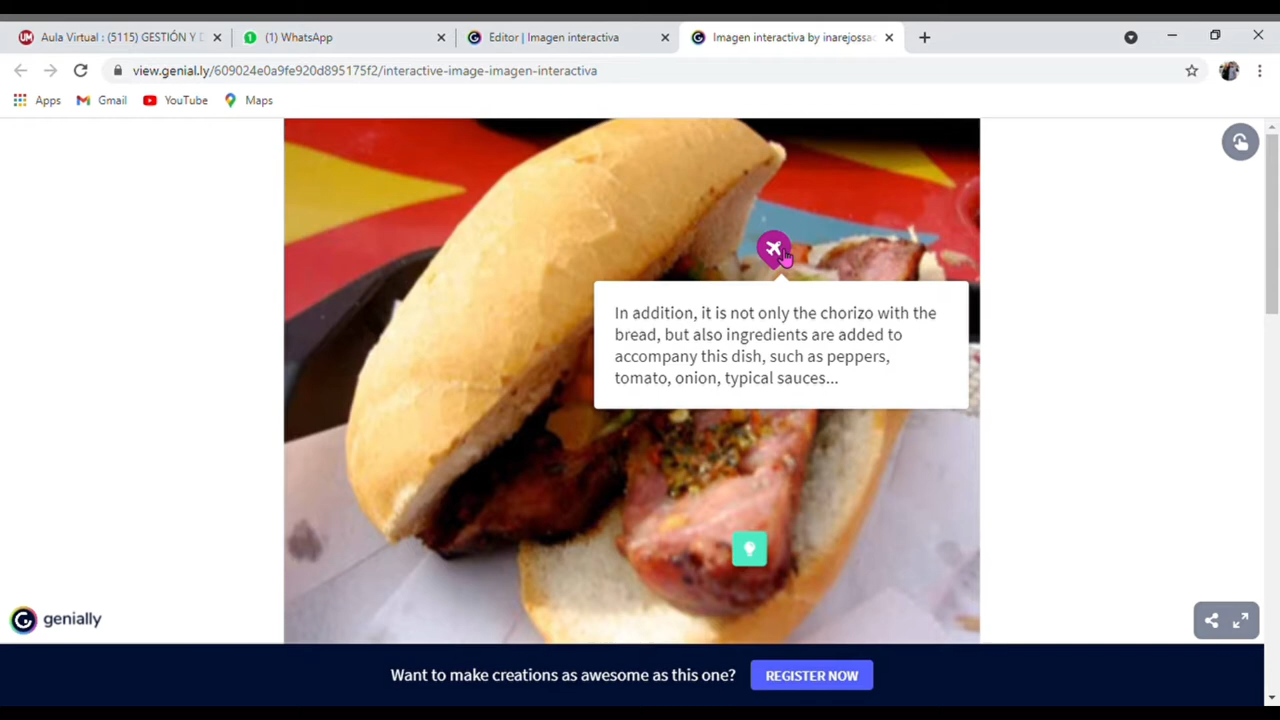 Aula Virtual : (5115) GESTIÓN Y D
(1) WhatsApp
Editor | Imagen interactiva
Imagen interactiva by inarejossa
view.genial.ly/609024e0a9fe920d895175f2/interactive-image-imagen-interactiva
Apps
Gmail
YouTube
Maps
In addition, it is not only the chorizo with the
bread, but also ingredients are added to
accompany this dish, such as peppers,
tomato, onion, typical sauces...
genially
Want to make creations as awesome as this one?
REGISTER NOW